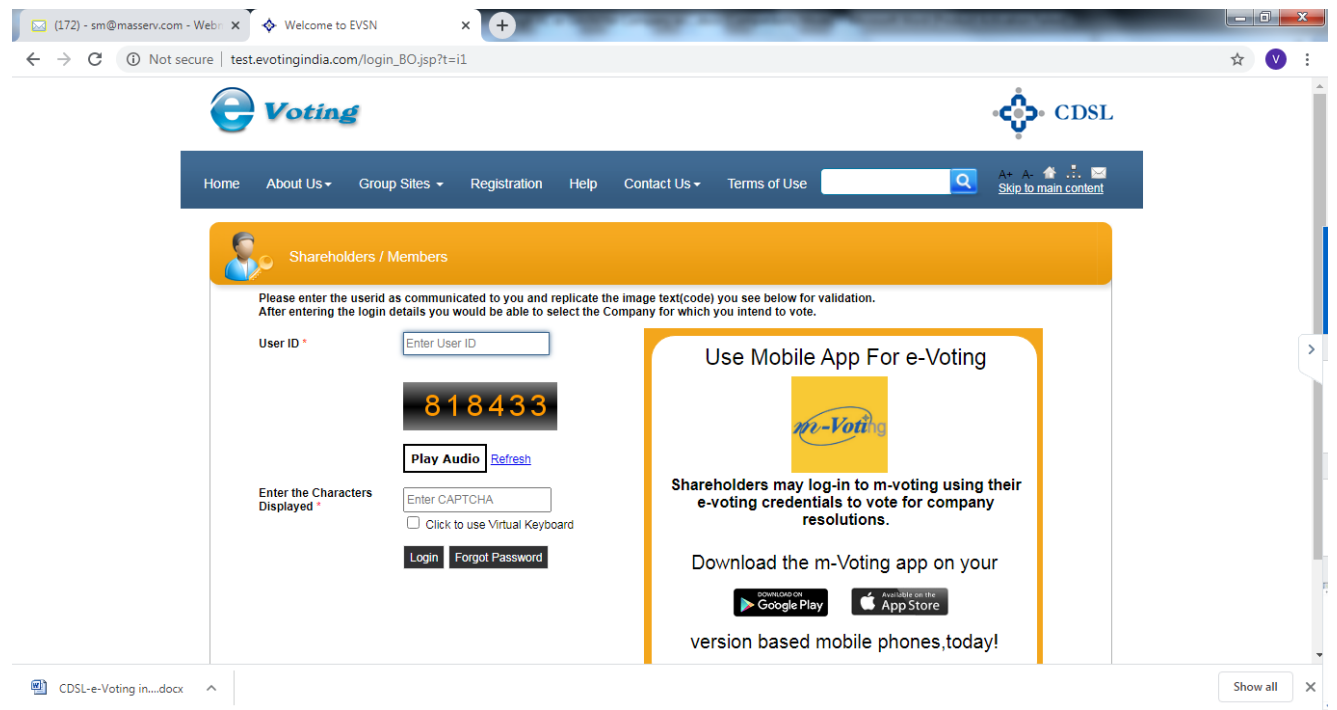 (172) - sm@masserv.com - Webm
Welcome to EVSN
Not secure | test.evotingindia.com/login_BO.jsp?t=i1
V
e Voting
CDSL
Home About Us Group Sites Registration Help Contact Us Terms of Use
A+ A-
Skip to main content
Shareholders / Members
Please enter the userid as communicated to you and replicate the image text(code) you see below for validation.
After entering the login details you would be able to select the Company for which you intend to vote.
User ID *
Enter User ID
818433
Play Audio Refresh
Enter the Characters
Displayed *
Enter CAPTCHA
Click to use Virtual Keyboard
Login Forgot Password
Use Mobile App For e-Voting
m-Voting
Shareholders may log-in to m-voting using their
e-voting credentials to vote for company
resolutions.
Download the m-Voting app on your
DOWNLOAD ON
Google Play
Available on the
App Store
version based mobile phones,today!
CDSL-e-Voting in....docx
Show all